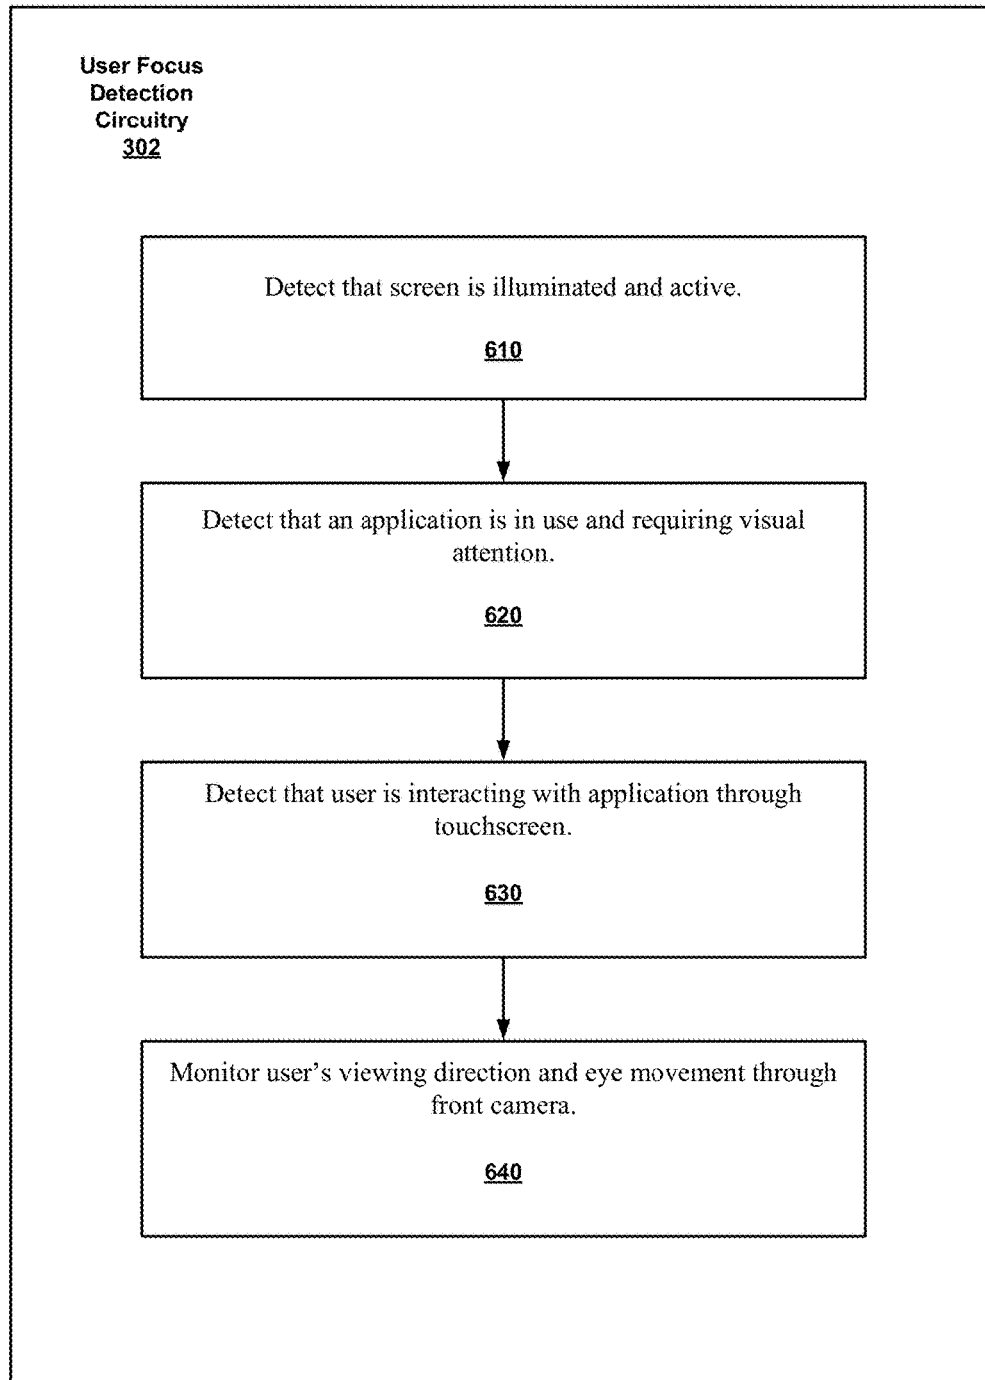 User Focus
Detection
Circuitry
302
Detect that screen is illuminated and active.
610
Detect that an application is in use and requiring visual
attention.
620
Detect that user is interacting with application through
touchscreen.
630
Monitor user's viewing direction and eye movement through
front camera.
640